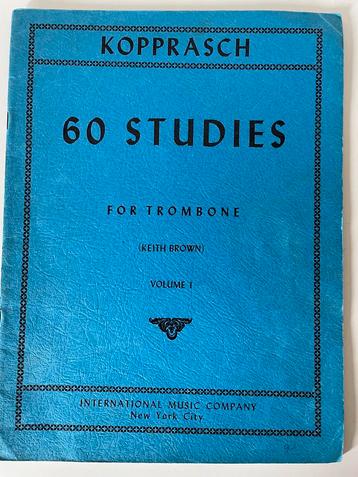 KOPPRASCH
60 STUDIES
FOR TROMBONE
(KEITH BROWN)
VOLUME I
INTERNATIONAL MUSIC COMPANY
New York City